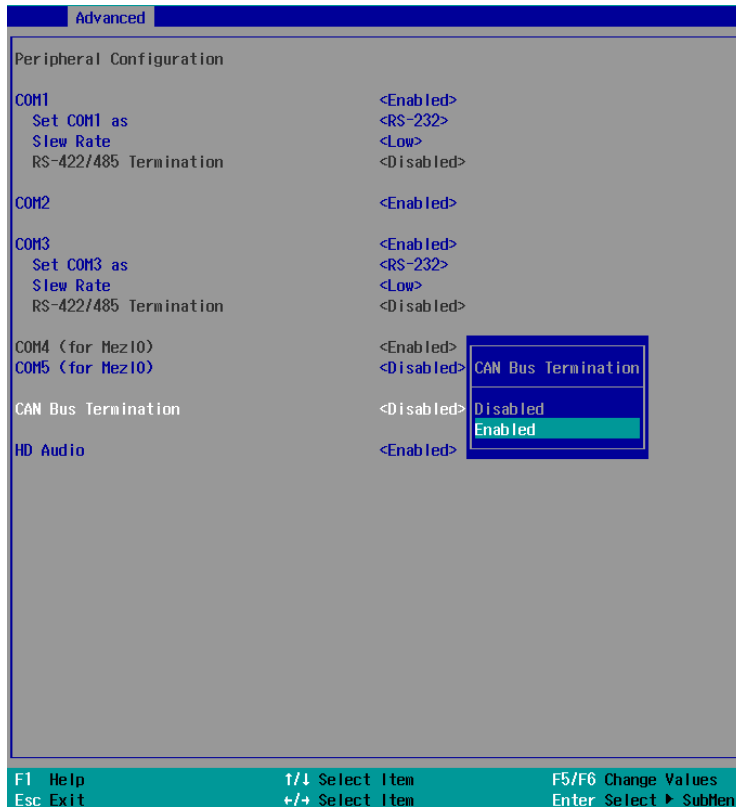 Advanced
Peripheral Configuration
COM1 <Enabled>
Set COM1 as <RS-232>
Slew Rate <Low>
RS-422/485 Termination <Disabled>
COM2 <Enabled>
COM3 <Enabled>
Set COM3 as <RS-232>
Slew Rate <Low>
RS-422/485 Termination <Disabled>
COM4 (for MezIO) <Enabled>
COM5 (for MezIO) <Disabled>
CAN Bus Termination <Disabled>
HD Audio <Enabled>
CAN Bus Termination
Disabled
Enabled
F1 Help ↑/↓ Select Item F5/F6 Change Values
Esc Exit ←/→ Select Item Enter Select ▶ SubMen